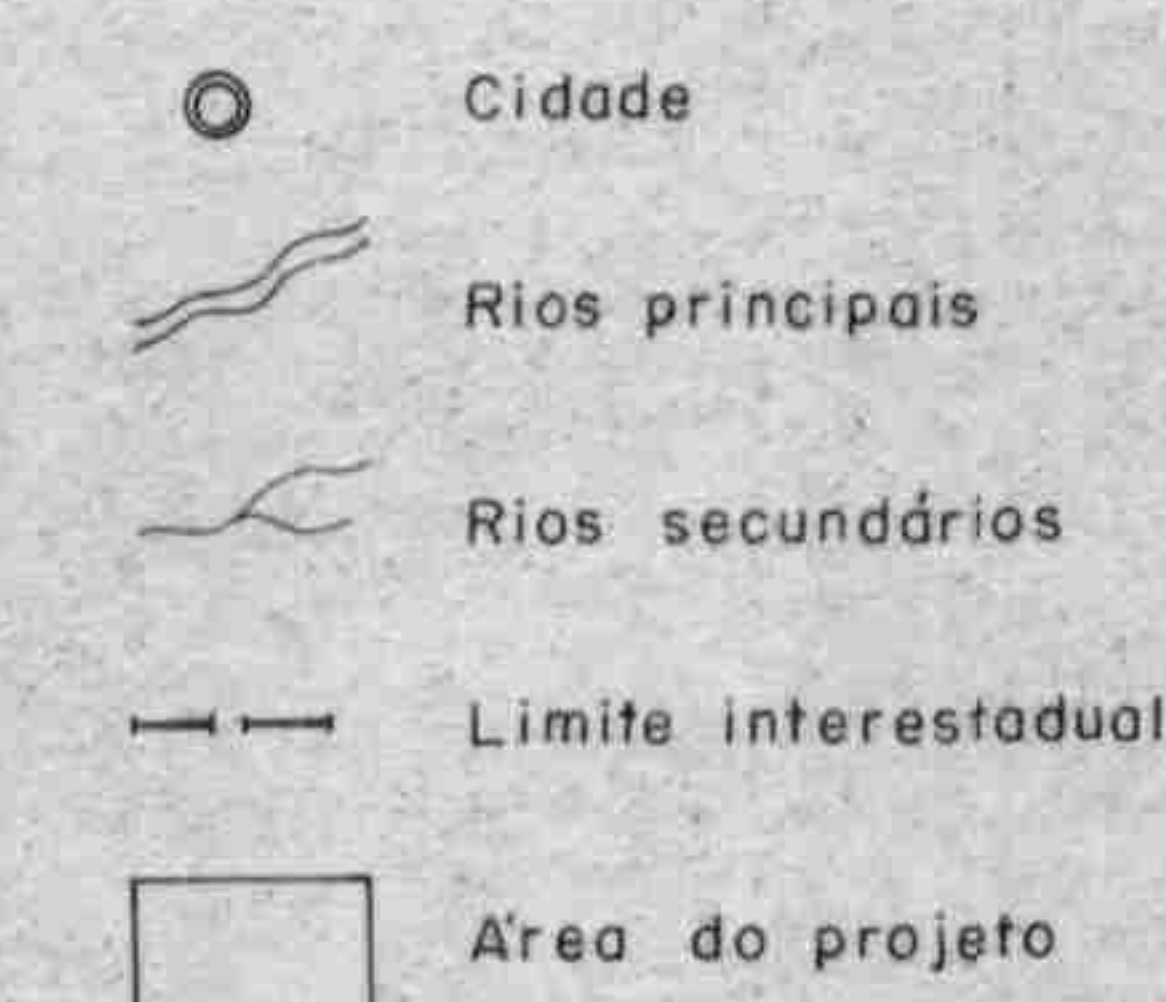 Cidade
Rios principais
Rios secundários
Limite interestadual
Área do projeto